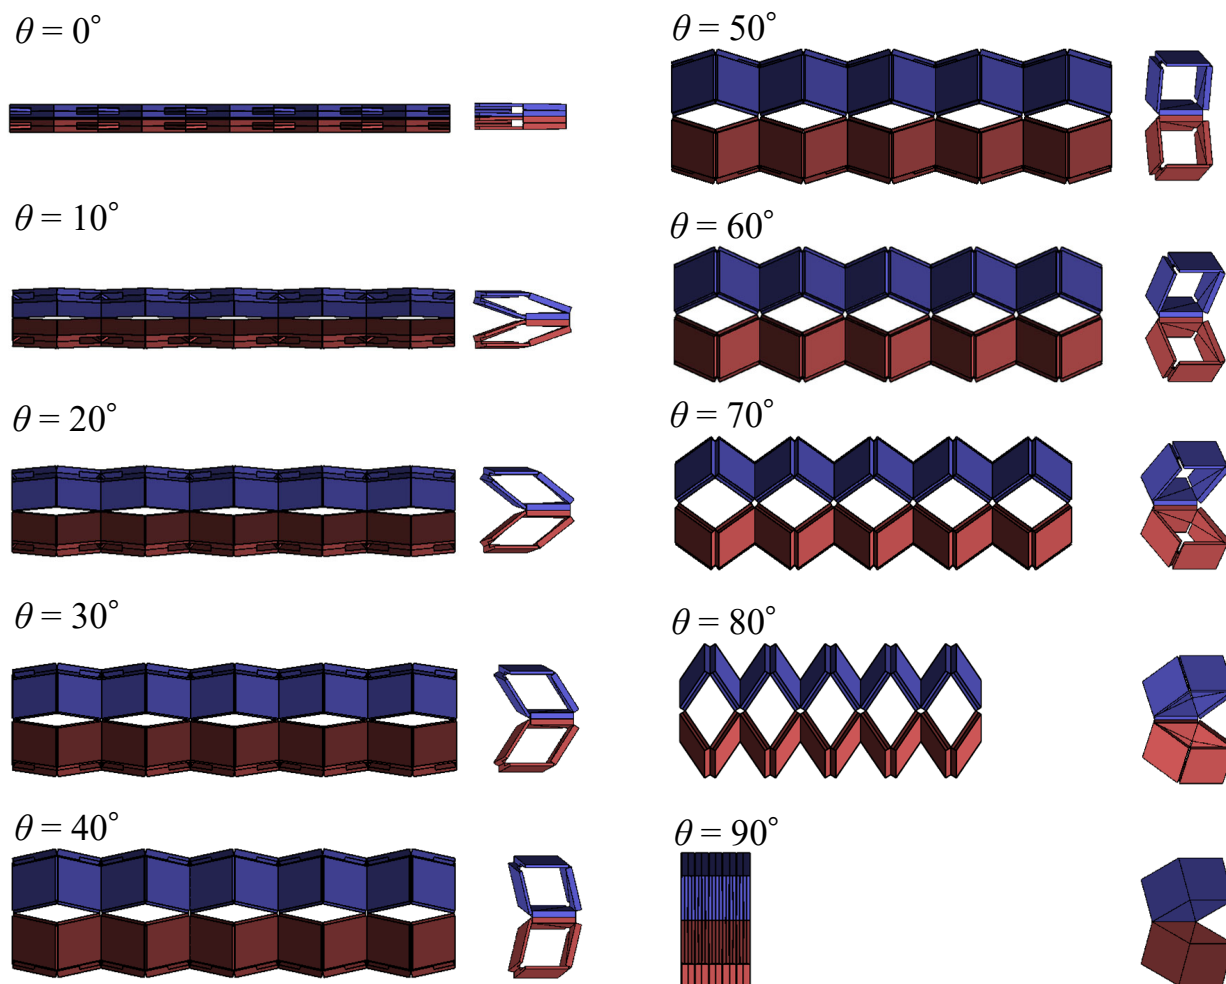 θ = 0°
θ = 10°
θ = 20°
θ = 30°
θ = 40°
θ = 50°
θ = 60°
θ = 70°
θ = 80°
θ = 90°